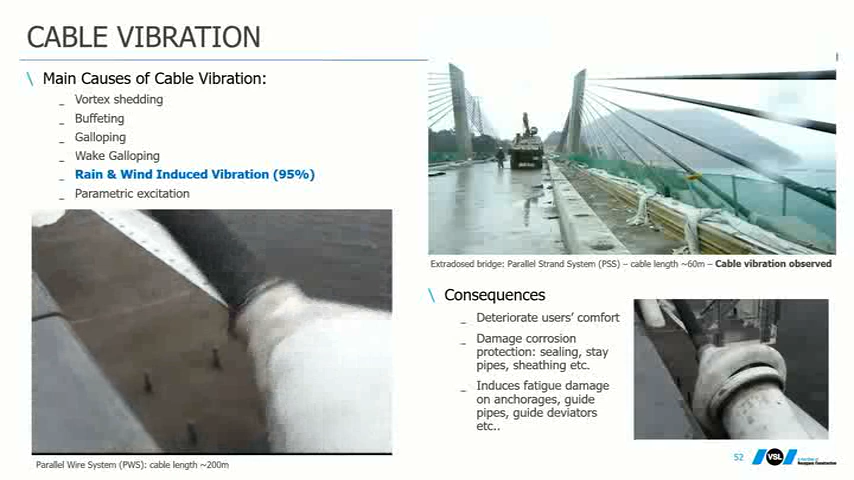 CABLE VIBRATION
\ Main Causes of Cable Vibration:
_ Vortex shedding
_ Buffeting
_ Galloping
_ Wake Galloping
_ Rain & Wind Induced Vibration (95%)
_ Parametric excitation
Parallel Wire System (PWS): cable length ~200m
Extradosed bridge: Parallel Strand System (PSS) – cable length ~60m – Cable vibration observed
\ Consequences
_ Deteriorate users' comfort
_ Damage corrosion
protection: sealing, stay
pipes, sheathing etc.
_ Induces fatigue damage
on anchorages, guide
pipes, guide deviators
etc..
52
VSL